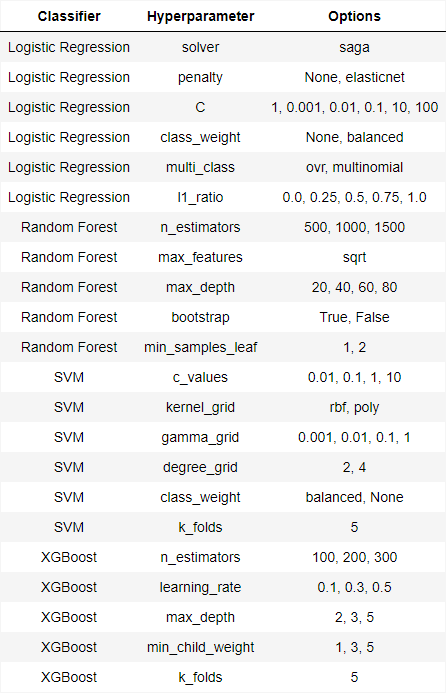 Classifier Hyperparameter Options
Logistic Regression solver saga
Logistic Regression penalty None, elasticnet
Logistic Regression C 1, 0.001, 0.01, 0.1, 10, 100
Logistic Regression class_weight None, balanced
Logistic Regression multi_class ovr, multinomial
Logistic Regression l1_ratio 0.0, 0.25, 0.5, 0.75, 1.0
Random Forest n_estimators 500, 1000, 1500
Random Forest max_features sqrt
Random Forest max_depth 20, 40, 60, 80
Random Forest bootstrap True, False
Random Forest min_samples_leaf 1, 2
SVM c_values 0.01, 0.1, 1, 10
SVM kernel_grid rbf, poly
SVM gamma_grid 0.001, 0.01, 0.1, 1
SVM degree_grid 2, 4
SVM class_weight balanced, None
SVM k_folds 5
XGBoost n_estimators 100, 200, 300
XGBoost learning_rate 0.1, 0.3, 0.5
XGBoost max_depth 2, 3, 5
XGBoost min_child_weight 1, 3, 5
XGBoost k_folds 5